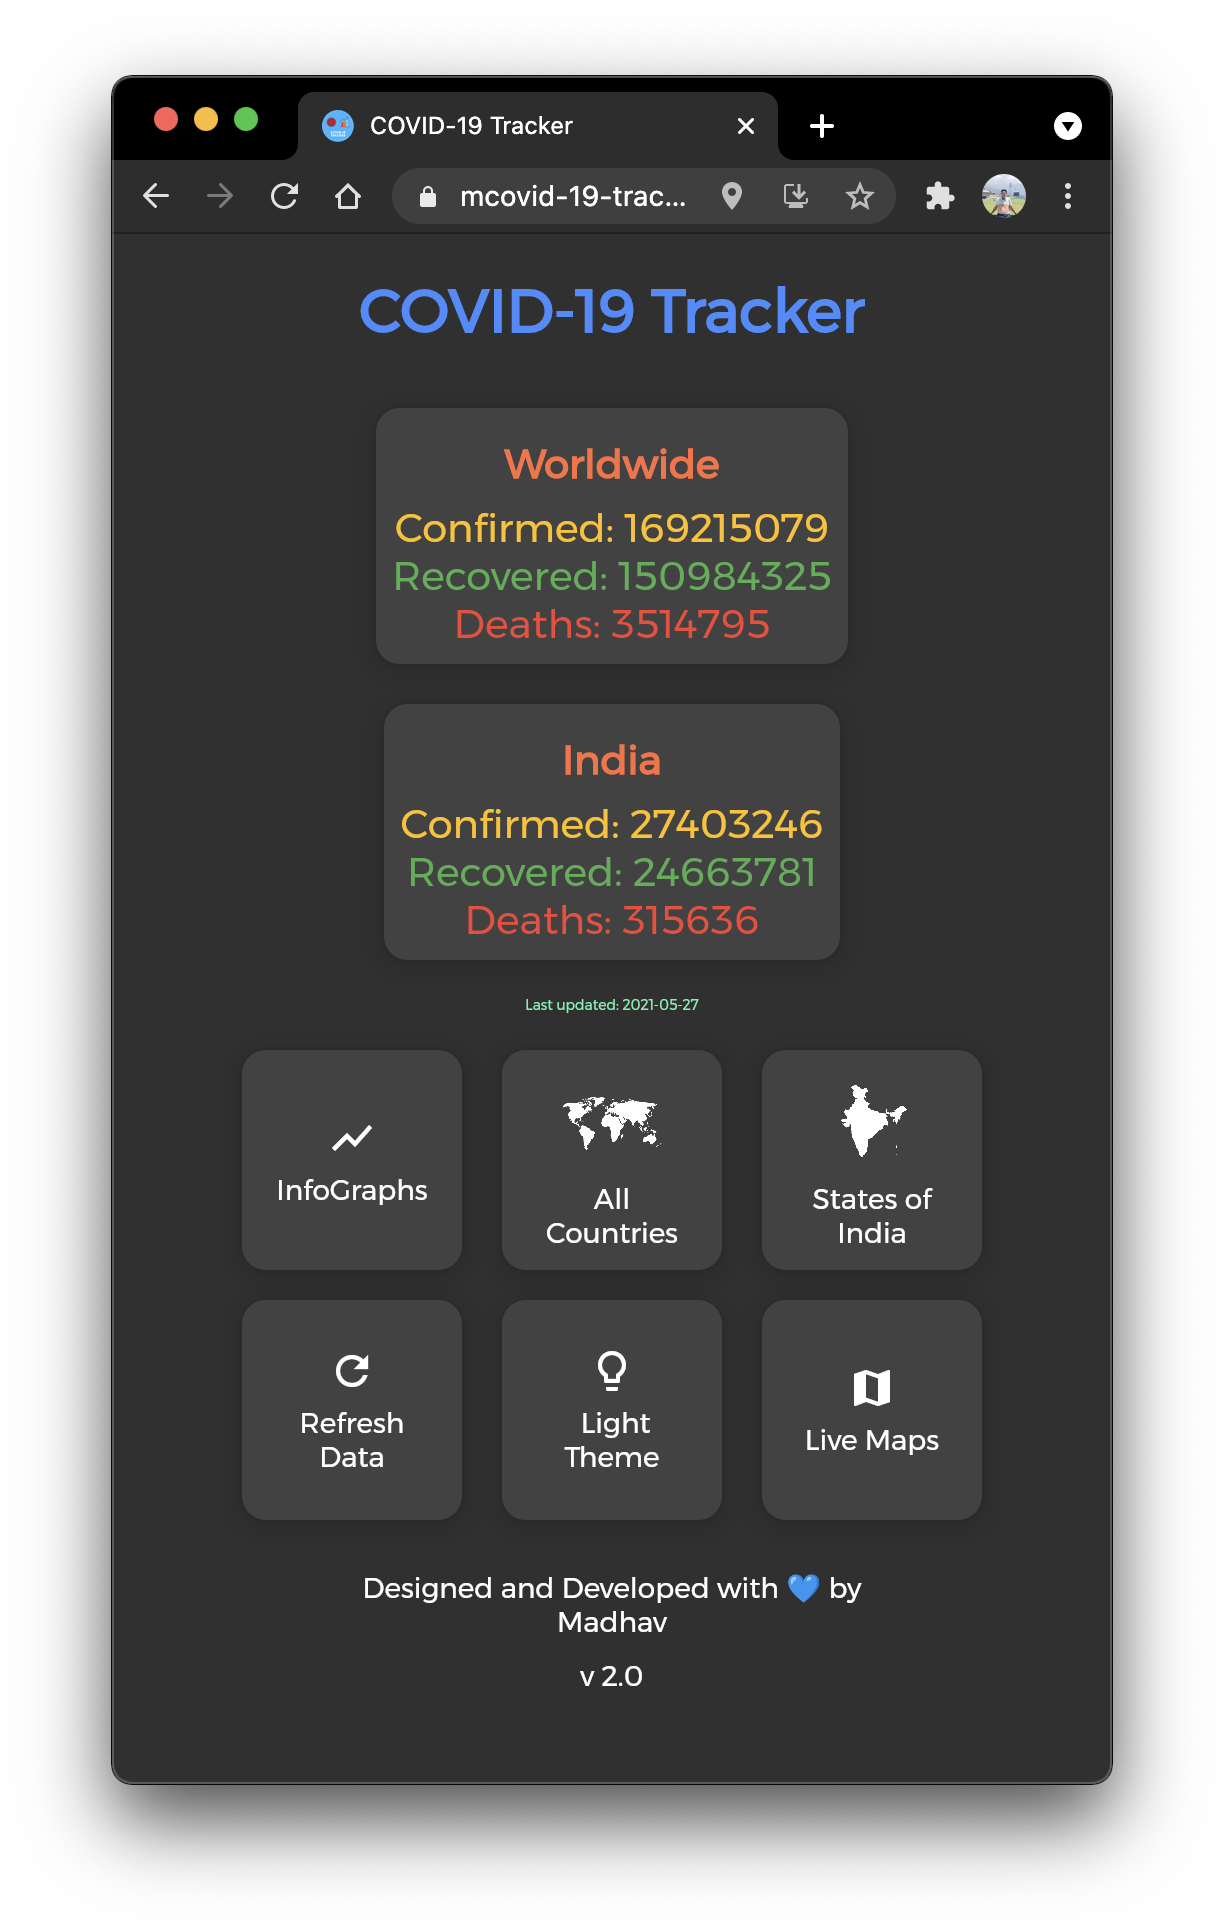 COVID-19 Tracker
mcovid-19-trac...
COVID-19 Tracker
Worldwide
Confirmed: 169215079
Recovered: 150984325
Deaths: 3514795
India
Confirmed: 27403246
Recovered: 24663781
Deaths: 315636
Last updated: 2021-05-27
InfoGraphs
All
Countries
States of
India
Refresh
Data
Light
Theme
Live Maps
Designed and Developed with 💙 by
Madhav
v 2.0